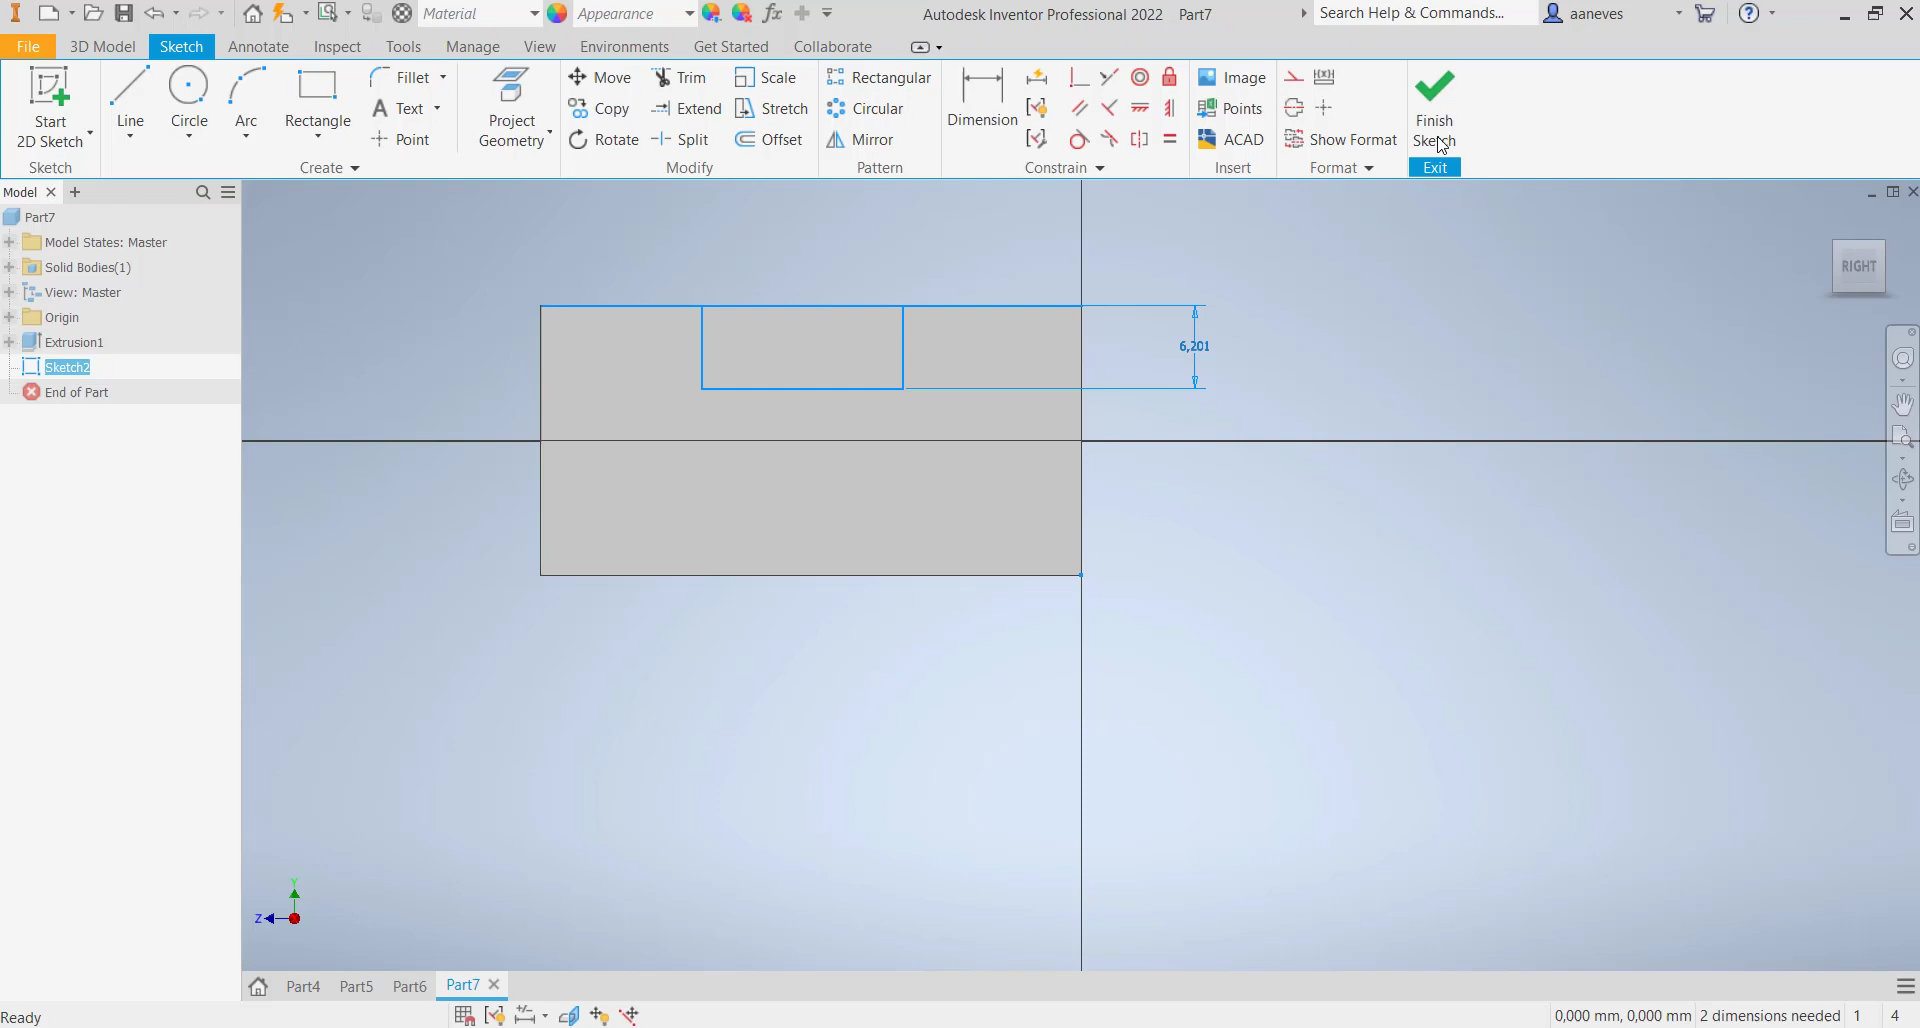 Material Appearance Autodesk Inventor Professional 2022 Part7 Search Help & Commands... aaneves
File 3D Model Sketch Annotate Inspect Tools Manage View Environments Get Started Collaborate
Fillet Move Trim Scale Rectangular Image
Start Line Circle Arc Rectangle Text Project Copy Extend Stretch Circular Dimension Points Finish
2D Sketch Point Geometry Rotate Split Offset Mirror ACAD Show Format Sketch
Sketch Create Modify Pattern Constrain Insert Format Exit
Model
Part7
Model States: Master
Solid Bodies(1)
View: Master
Origin
Extrusion1
Sketch2
End of Part
RIGHT
6,201
Y
Z
Part4 Part5 Part6 Part7
Ready 0,000 mm, 0,000 mm 2 dimensions needed 1 4